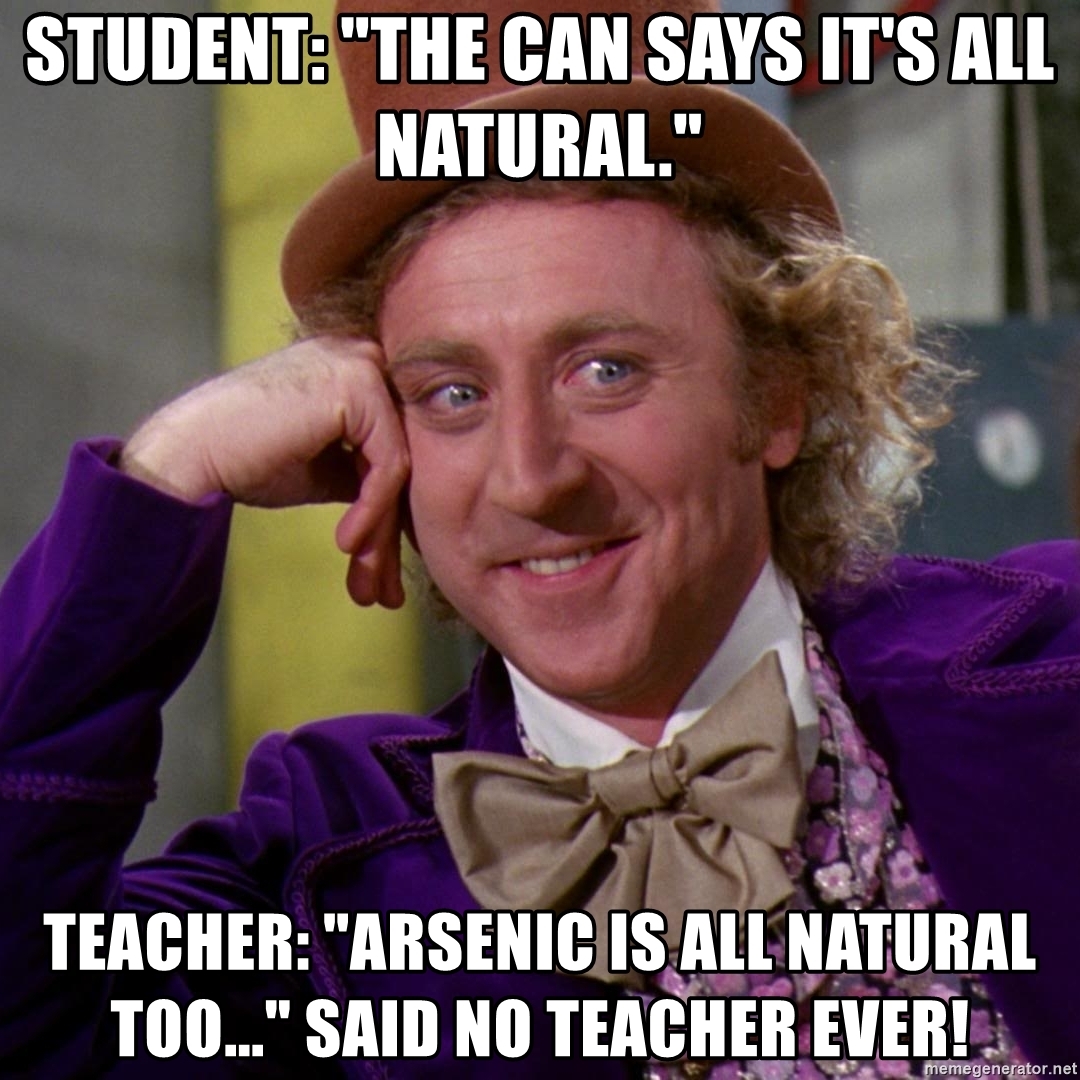 STUDENT: "THE CAN SAYS IT'S ALL
NATURAL."
TEACHER: "ARSENIC IS ALL NATURAL
TOO..." SAID NO TEACHER EVER!
memegenerator.net